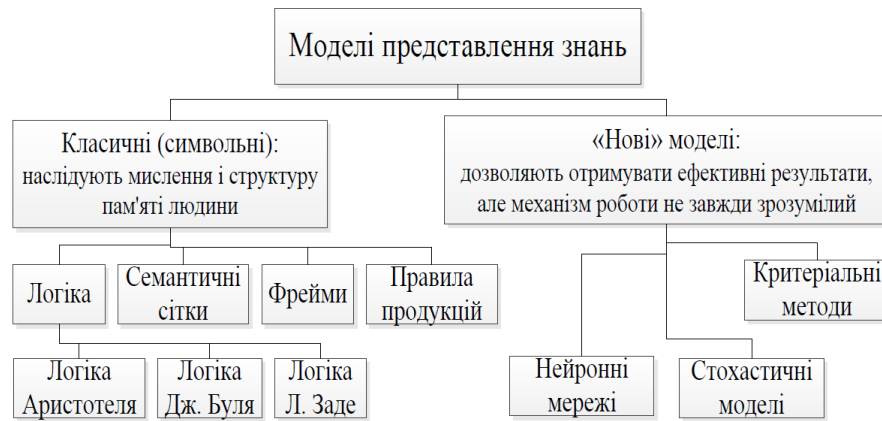 Моделі представлення знань
Класичні (символьні):
наслідують мислення і структуру
пам'яті людини
«Нові» моделі:
дозволяють отримувати ефективні результати,
але механізм роботи не завжди зрозумілий
Логіка
Семантичні
сітки
Фрейми
Правила
продукцій
Критеріальні
методи
Логіка
Аристотеля
Логіка
Дж. Буля
Логіка
Л. Заде
Нейронні
мережі
Стохастичні
моделі